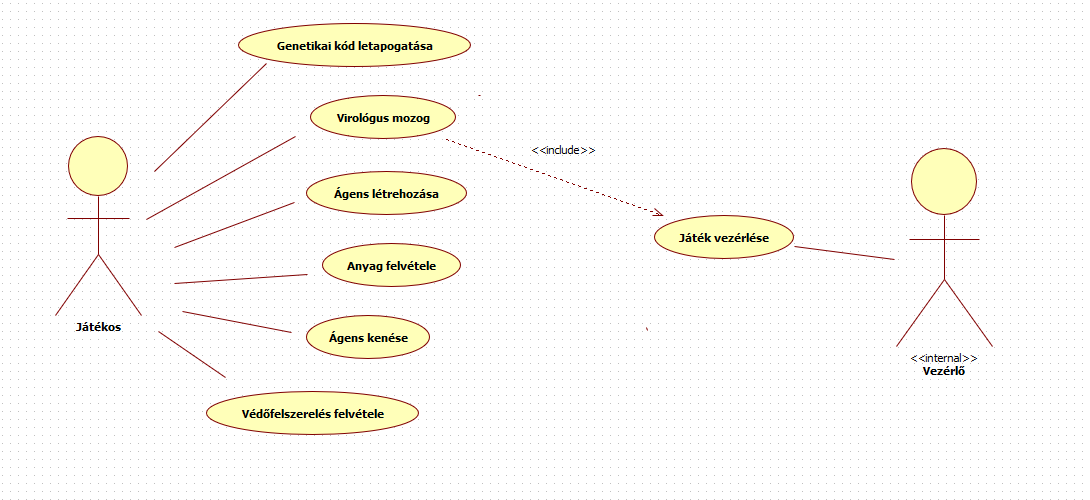 Genetikai kód letapogatása
Virológus mozog
<<include>>
Ágens létrehozása
Játék vezérlése
Anyag felvétele
Játékos
Ágens kenése
<<internal>>
Vezérlő
Védőfelszerelés felvétele